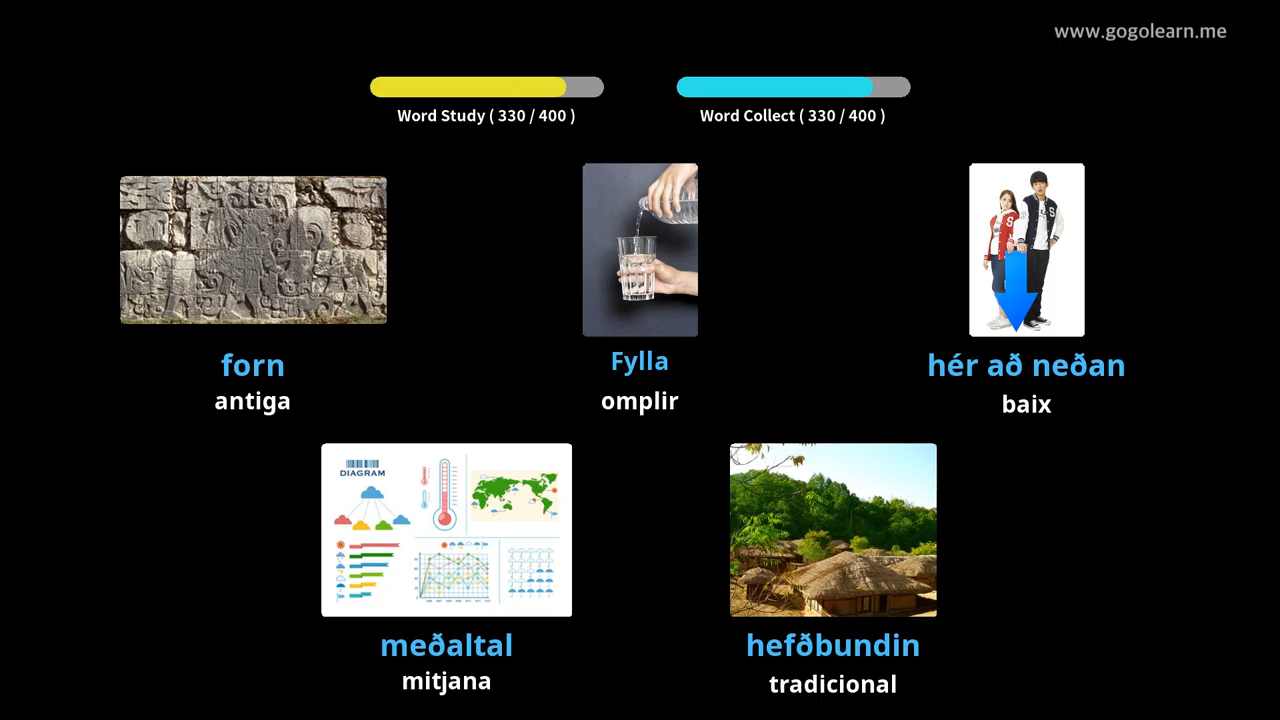 www.gogolearn.me
Word Study ( 330 / 400 )
Word Collect ( 330 / 400 )
forn
antiga
Fylla
omplir
hér að neðan
baix
DIAGRAM
meðaltal
mitjana
hefðbundin
tradicional